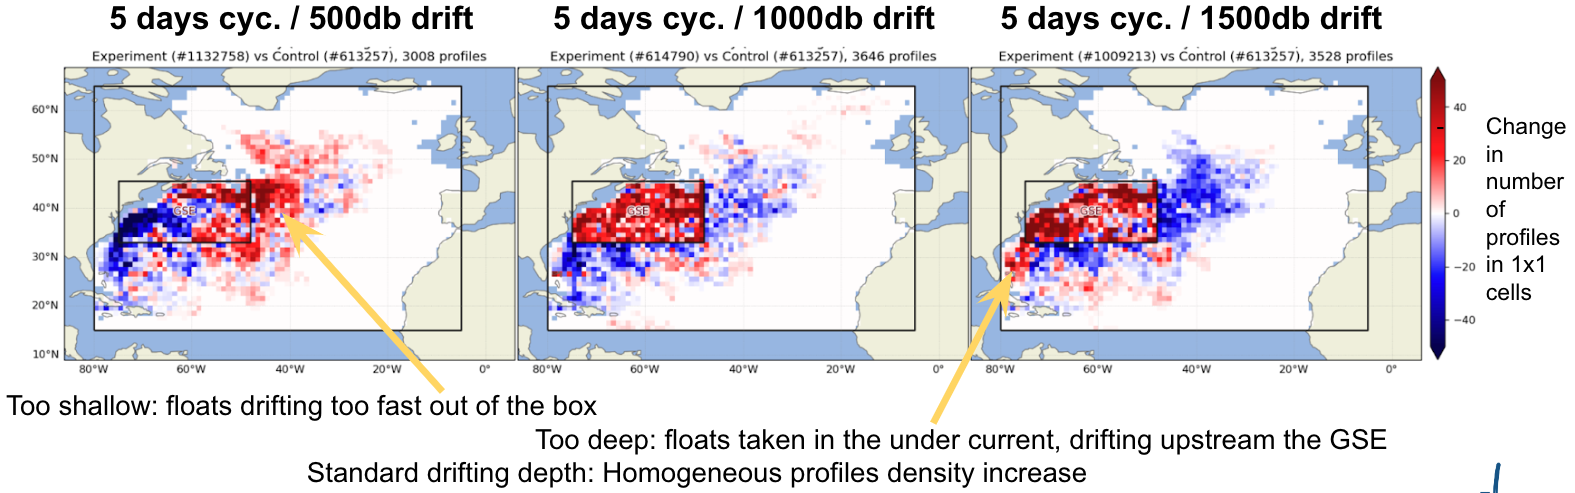 5 days cyc. / 500db drift
5 days cyc. / 1000db drift
5 days cyc. / 1500db drift
Experiment (#1132758) vs Control (#613257), 3008 profiles
Experiment (#614790) vs Control (#613257), 3646 profiles
Experiment (#1009213) vs Control (#613257), 3528 profiles
60°N
50°N
40°N
30°N
20°N
10°N
GSE
GSE
GSE
80°W 60°W 40°W 20°W 0°
80°W 60°W 40°W 20°W 0°
80°W 60°W 40°W 20°W 0°
40
20
0
−20
−40
Change
in
number
of
profiles
in 1x1
cells
Too shallow: floats drifting too fast out of the box
Too deep: floats taken in the under current, drifting upstream the GSE
Standard drifting depth: Homogeneous profiles density increase